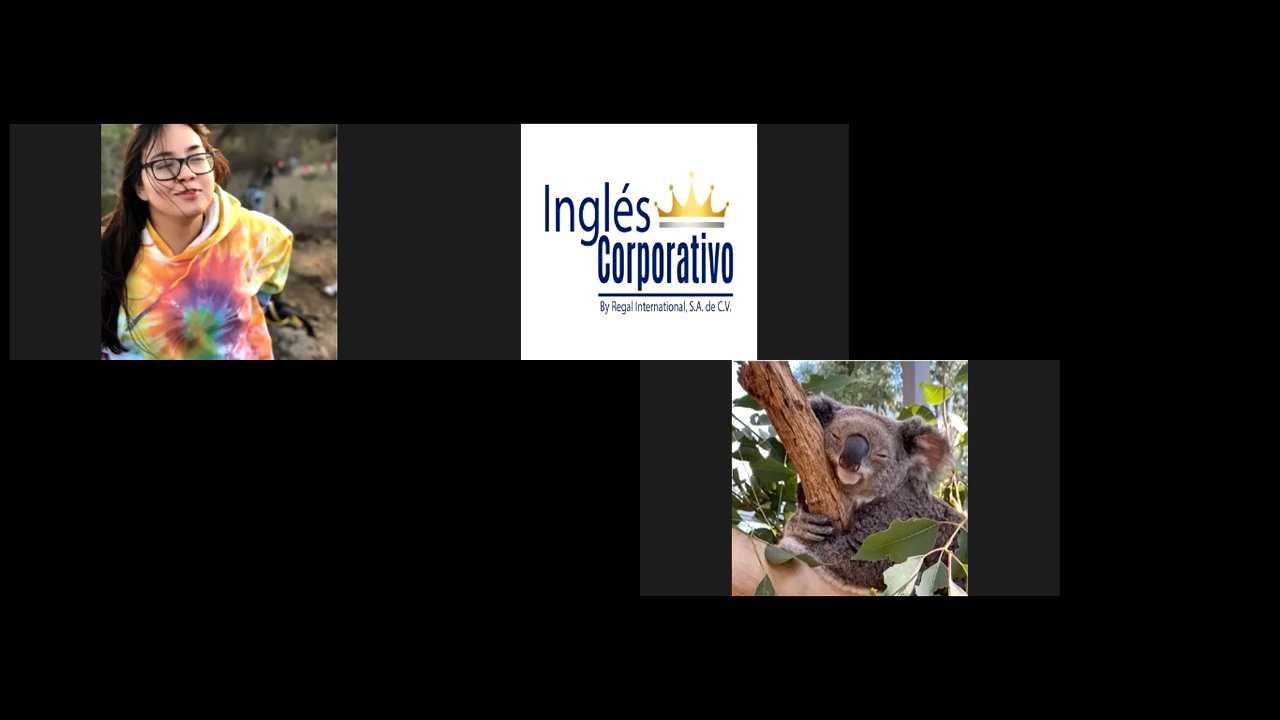 Inglés
Corporativo
By Regal International, S.A. de C.V.